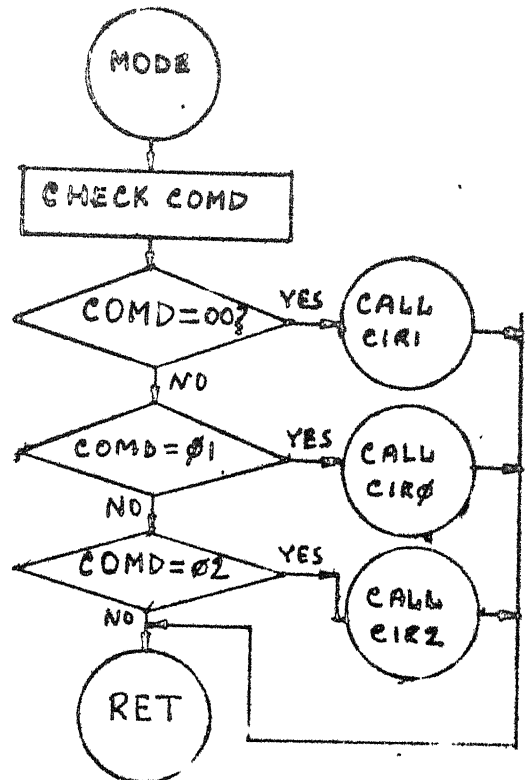 MODE
CHECK COMD
COMD=00?
YES
CALL
CIR1
NO
COMD=Ø1
YES
CALL
CIRØ
NO
COMD=Ø2
YES
CALL
CIR2
NO
RET